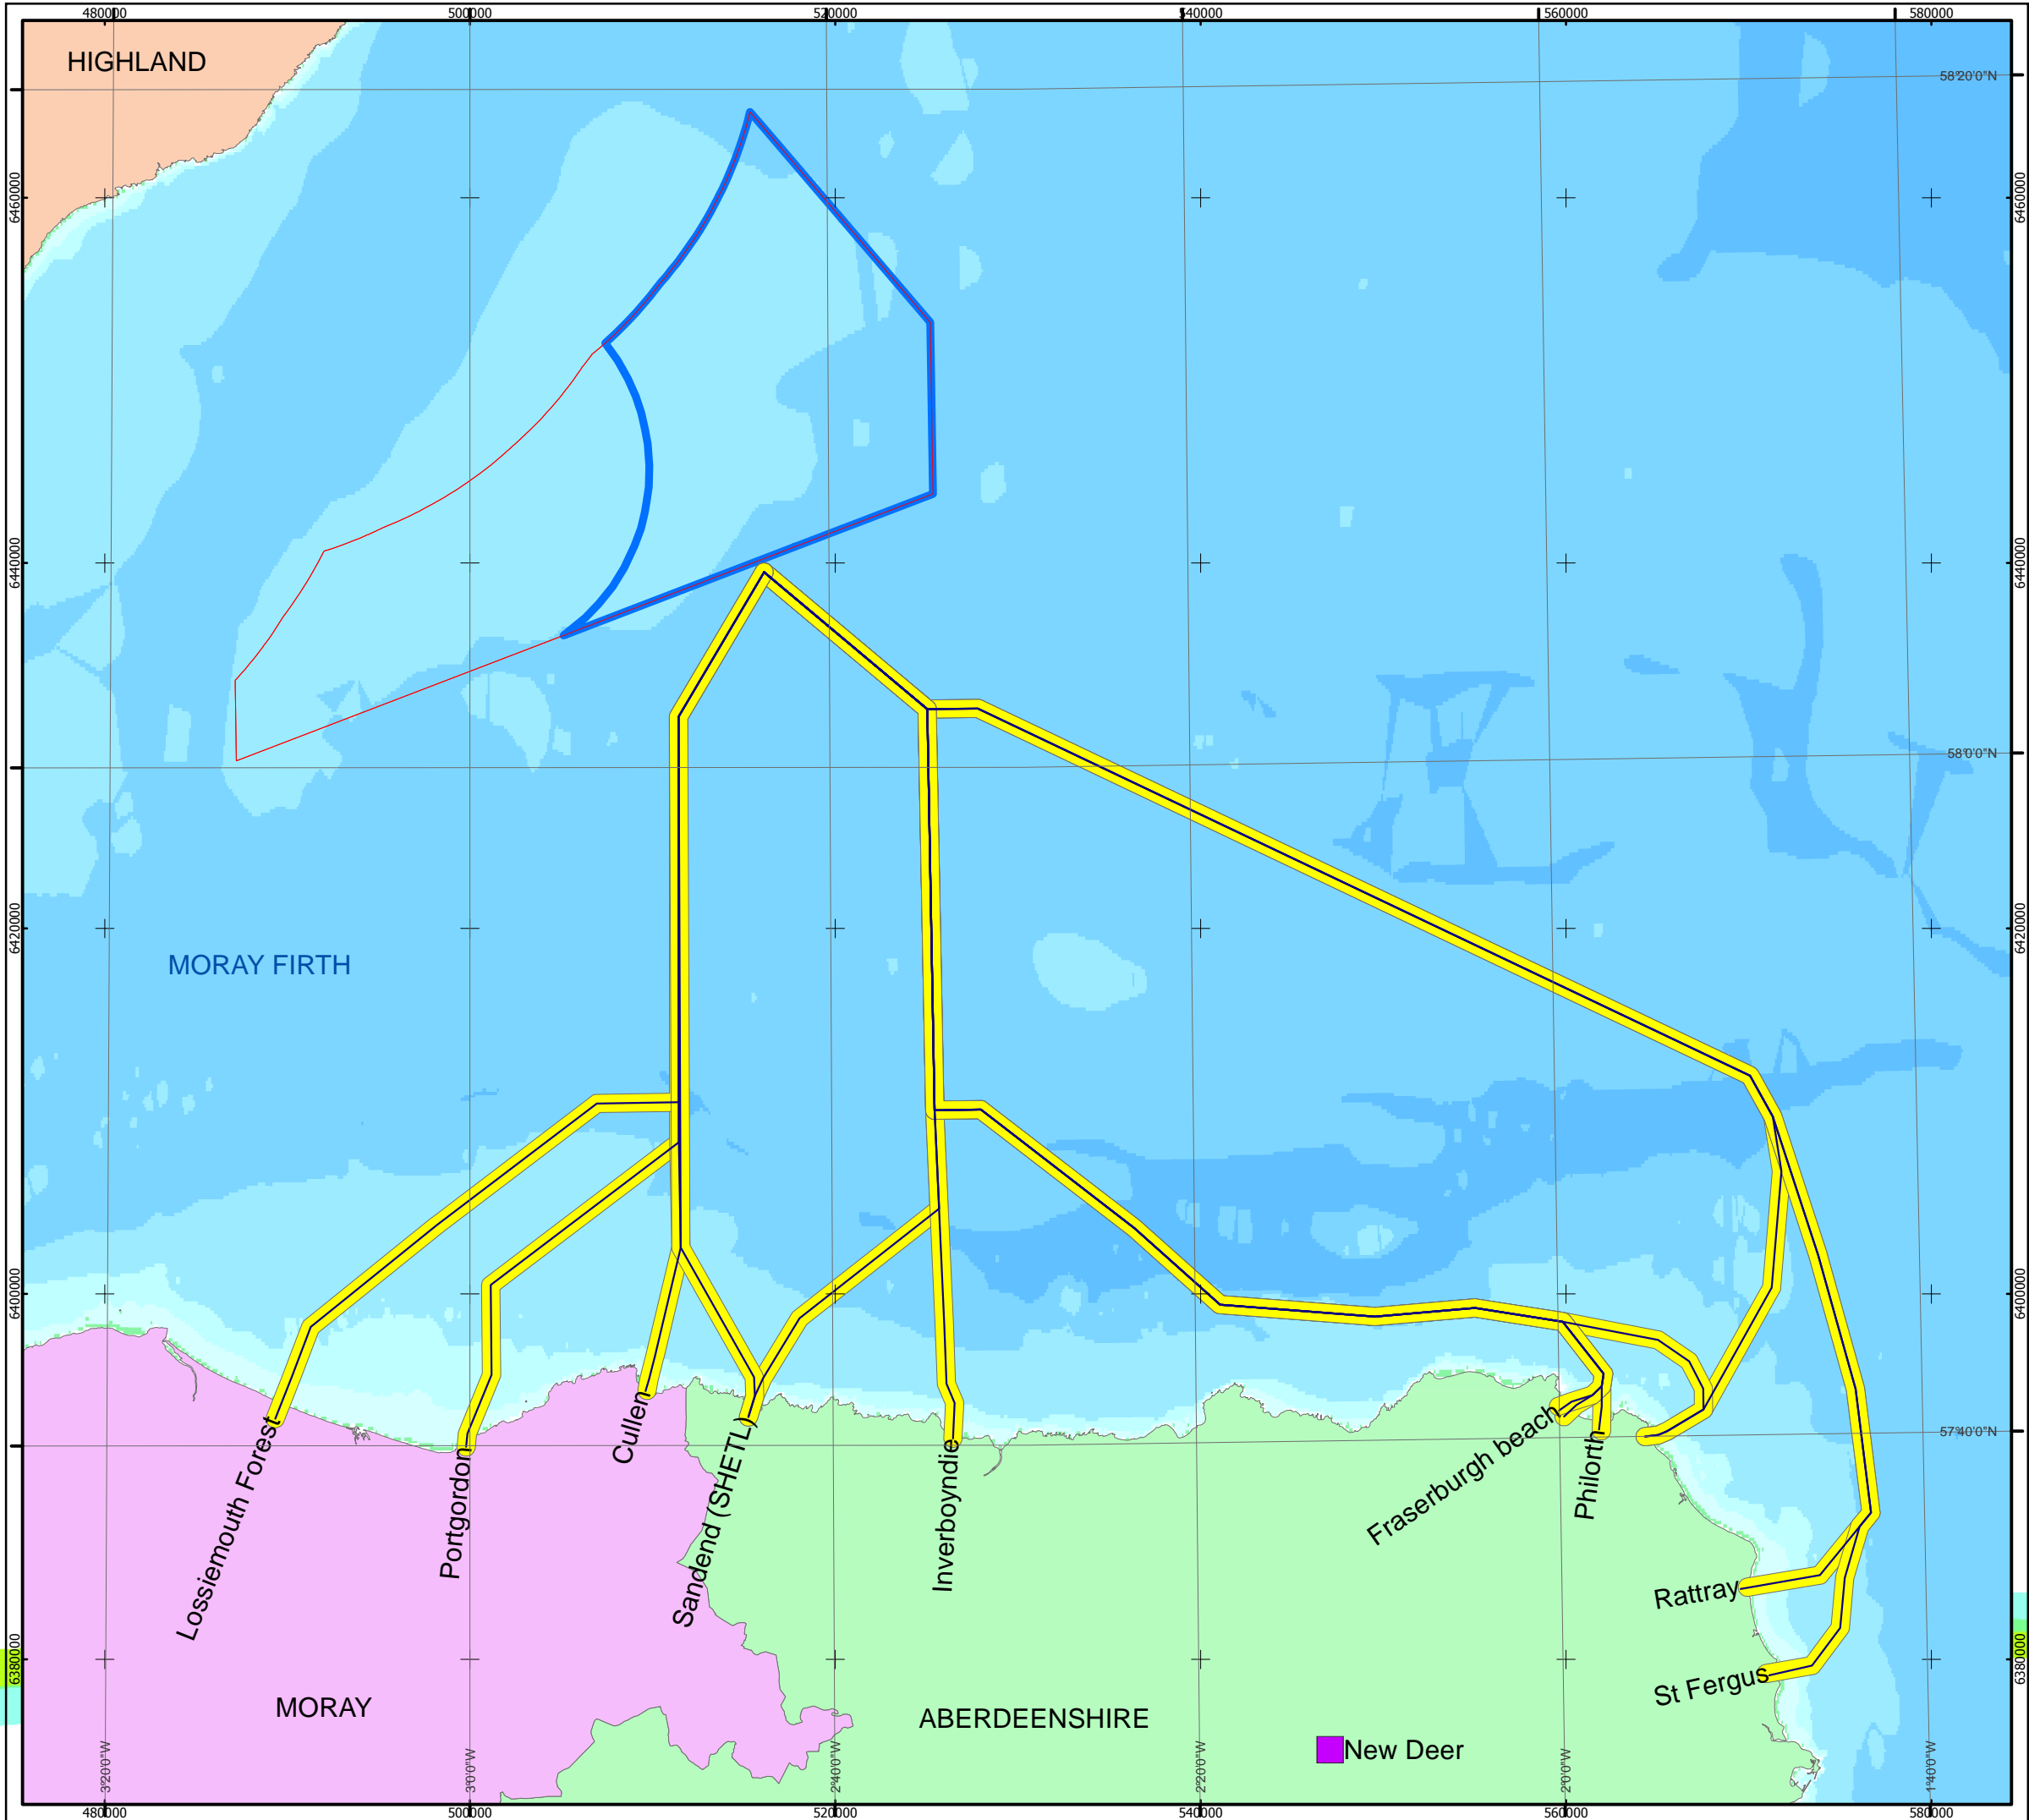 480000 500000 520000 540000 560000 580000
HIGHLAND
58°20'0"N
6460000 6460000
6440000 6440000
58°0'0"N
6420000 6420000
MORAY FIRTH
6400000 6400000
Lossiemouth Forest
Portgordon
Cullen
Sandend (SHETL)
Inverboyndie
Fraserburgh beach
Philorth
57°40'0"N
Rattray
St Fergus
6380000 6380000
MORAY
ABERDEENSHIRE
New Deer
3°20'0"W 3°0'0"W 2°40'0"W 2°20'0"W 2°0'0"W 1°40'0"W
480000 500000 520000 540000 560000 580000